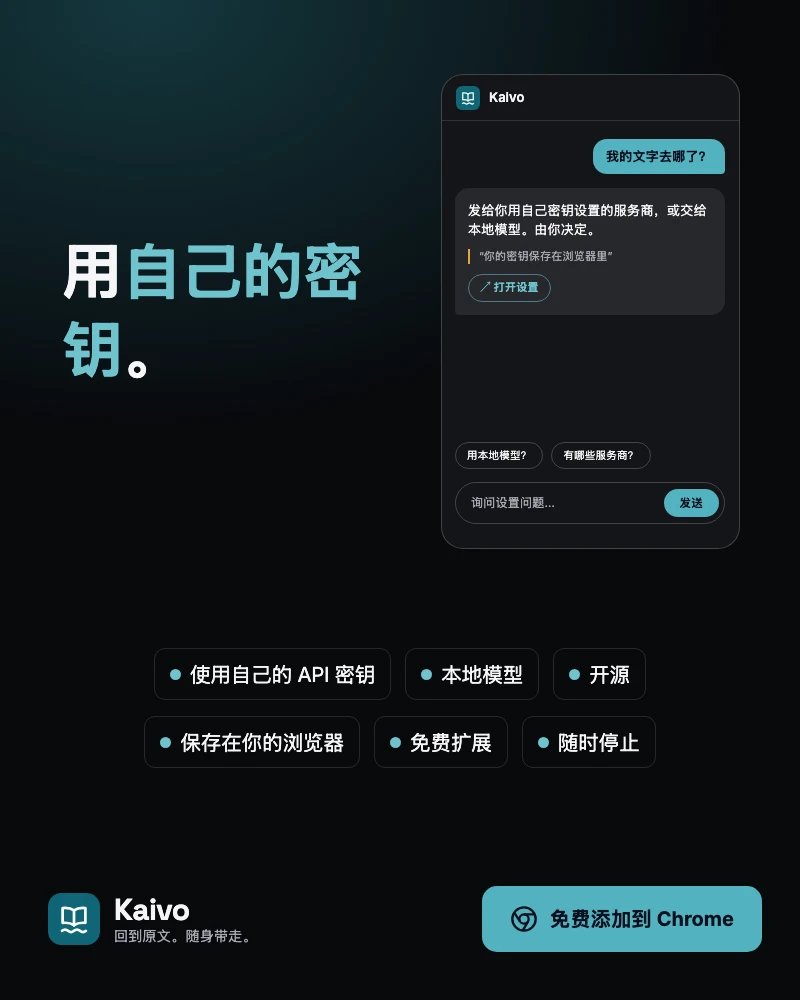 Kaivo
我的文字去哪了？
发给你用自己密钥设置的服务商，或交给
本地模型。由你决定。
"你的密钥保存在浏览器里"
↗ 打开设置
用自己的密
钥。
用本地模型？
有哪些服务商？
询问设置问题...
发送
使用自己的 API 密钥
本地模型
开源
保存在你的浏览器
免费扩展
随时停止
Kaivo
回到原文。随身带走。
免费添加到 Chrome